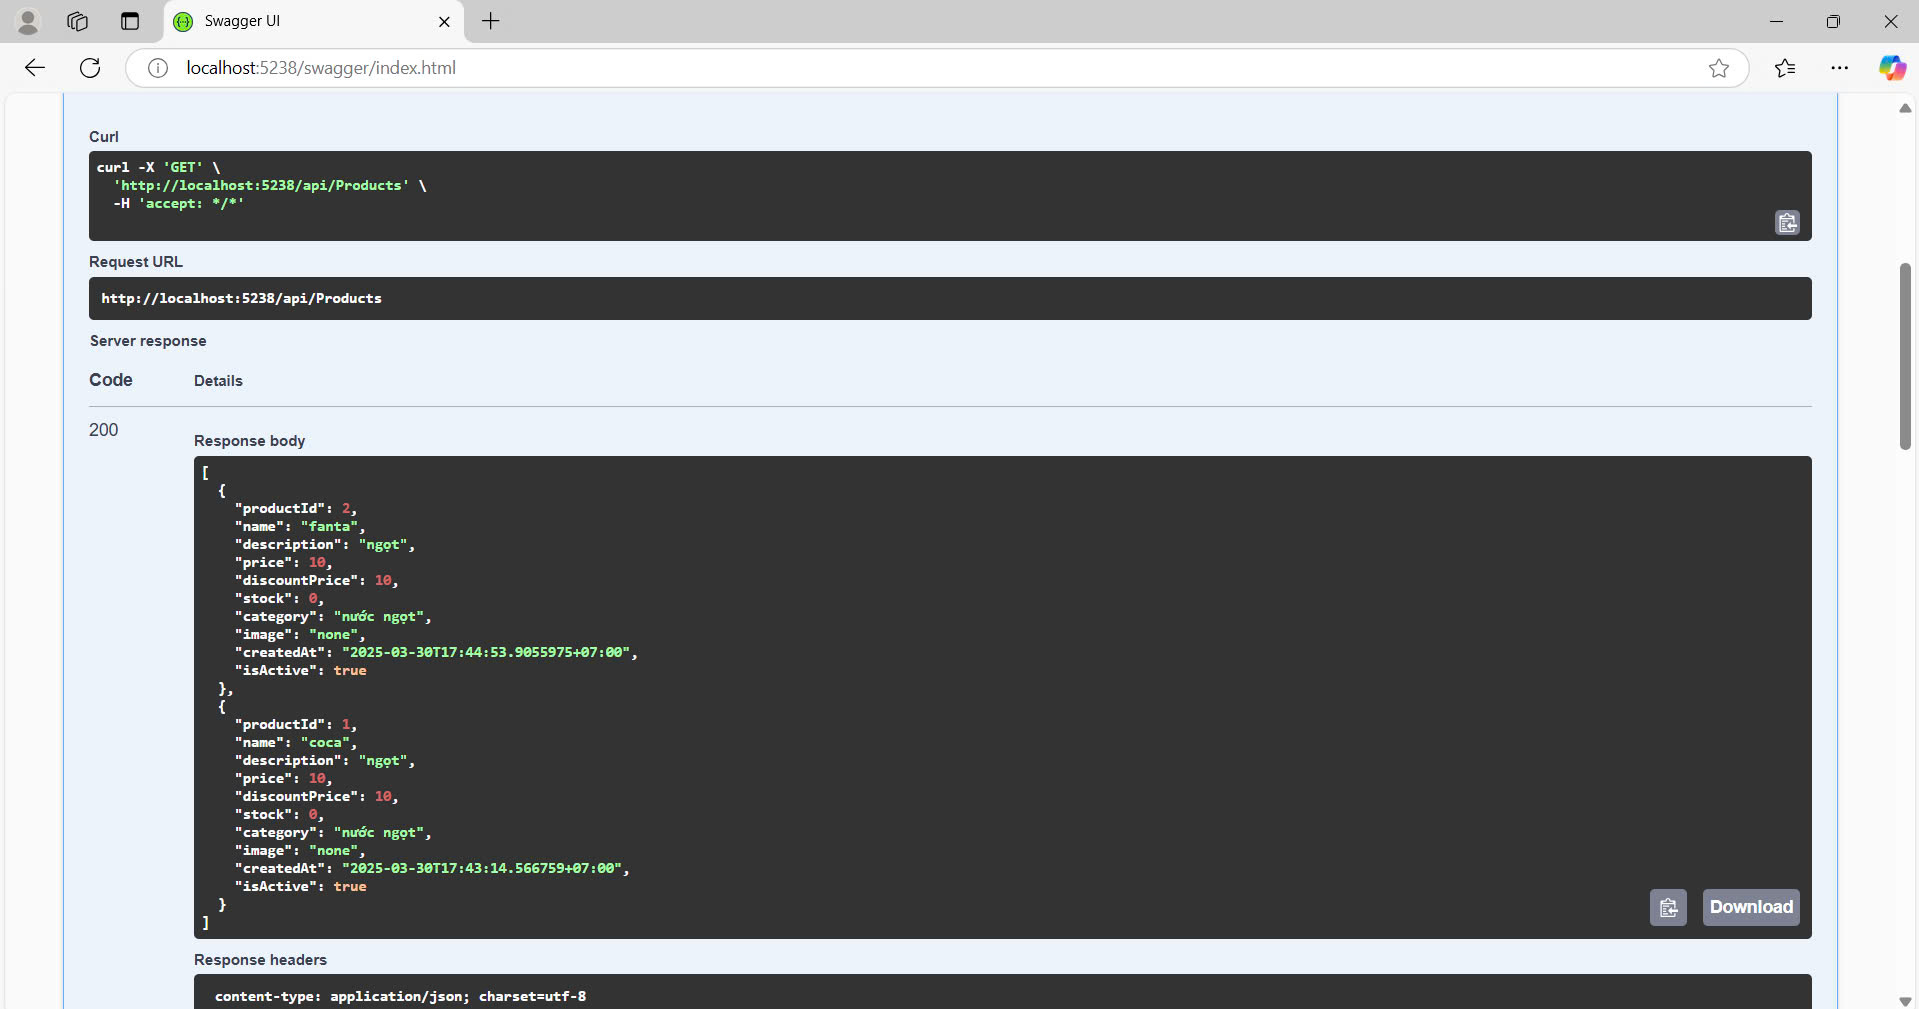 Swagger UI
localhost:5238/swagger/index.html
Curl
curl -X 'GET' \
'http://localhost:5238/api/Products' \
-H 'accept: */*'
Request URL
http://localhost:5238/api/Products
Server response
Code Details
200
Response body
[
{
"productId": 2,
"name": "fanta",
"description": "ngọt",
"price": 10,
"discountPrice": 10,
"stock": 0,
"category": "nước ngọt",
"image": "none",
"createdAt": "2025-03-30T17:44:53.9055975+07:00",
"isActive": true
},
{
"productId": 1,
"name": "coca",
"description": "ngọt",
"price": 10,
"discountPrice": 10,
"stock": 0,
"category": "nước ngọt",
"image": "none",
"createdAt": "2025-03-30T17:43:14.566759+07:00",
"isActive": true
}
]
Download
Response headers
content-type: application/json; charset=utf-8